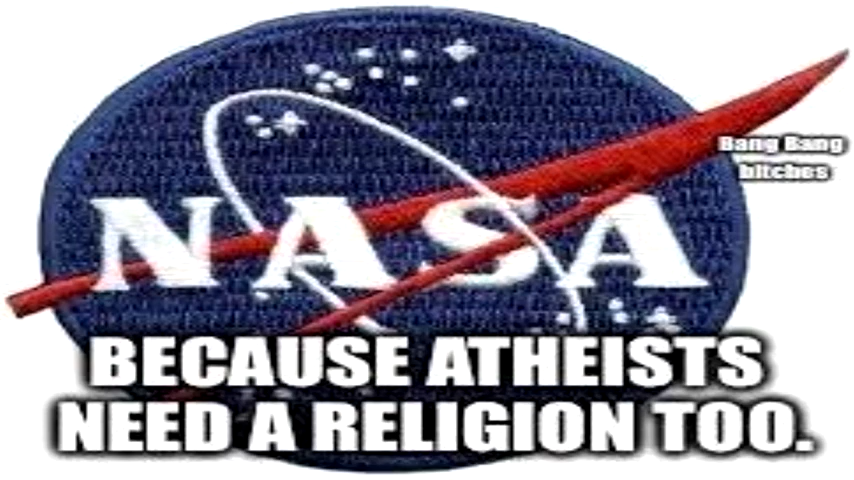 Bang Bang
bitches
NASA
BECAUSE ATHEISTS
NEED A RELIGION TOO.